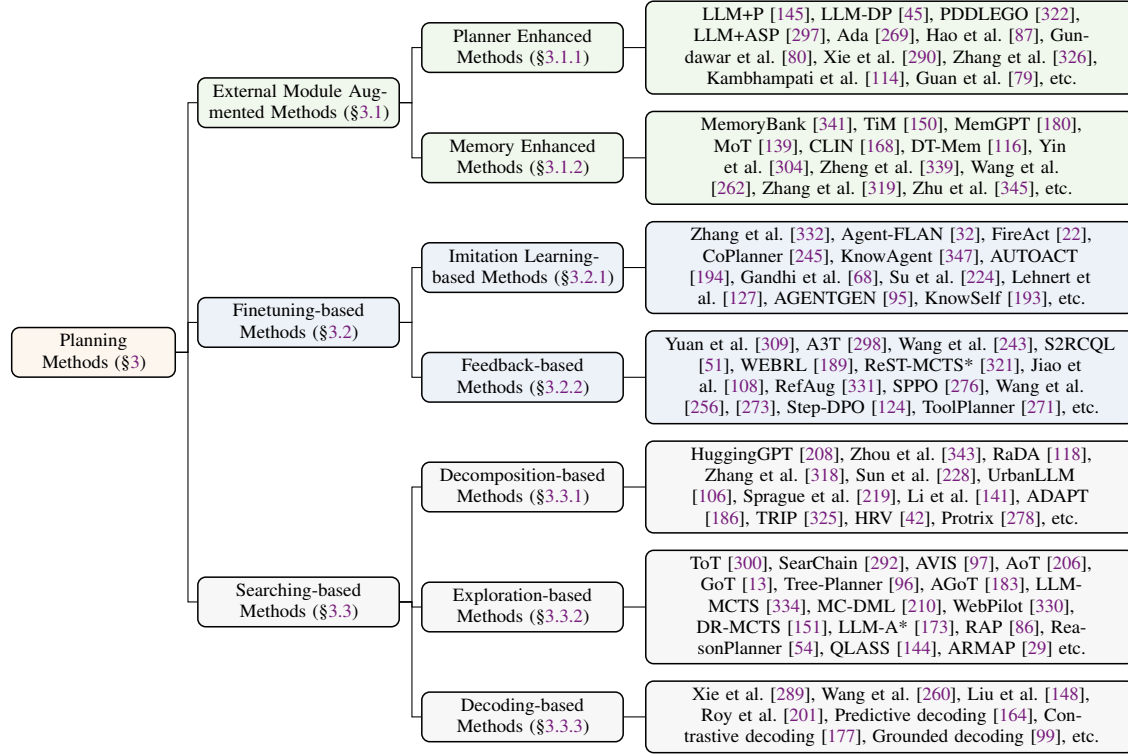 Planning
Methods (§3)
External Module Aug-
mented Methods (§3.1)
Planner Enhanced
Methods (§3.1.1)
LLM+P [145], LLM-DP [45], PDDLEGO [322],
LLM+ASP [297], Ada [269], Hao et al. [87], Gun-
dawar et al. [80], Xie et al. [290], Zhang et al. [326],
Kambhampati et al. [114], Guan et al. [79], etc.
Memory Enhanced
Methods (§3.1.2)
MemoryBank [341], TiM [150], MemGPT [180],
MoT [139], CLIN [168], DT-Mem [116], Yin
et al. [304], Zheng et al. [339], Wang et al.
[262], Zhang et al. [319], Zhu et al. [345], etc.
Finetuning-based
Methods (§3.2)
Imitation Learning-
based Methods (§3.2.1)
Zhang et al. [332], Agent-FLAN [32], FireAct [22],
CoPlanner [245], KnowAgent [347], AUTOACT
[194], Gandhi et al. [68], Su et al. [224], Lehnert et
al. [127], AGENTGEN [95], KnowSelf [193], etc.
Feedback-based
Methods (§3.2.2)
Yuan et al. [309], A3T [298], Wang et al. [243], S2RCQL
[51], WEBRL [189], ReST-MCTS* [321], Jiao et
al. [108], RefAug [331], SPPO [276], Wang et al.
[256], [273], Step-DPO [124], ToolPlanner [271], etc.
Searching-based
Methods (§3.3)
Decomposition-based
Methods (§3.3.1)
HuggingGPT [208], Zhou et al. [343], RaDA [118],
Zhang et al. [318], Sun et al. [228], UrbanLLM
[106], Sprague et al. [219], Li et al. [141], ADAPT
[186], TRIP [325], HRV [42], Protrix [278], etc.
Exploration-based
Methods (§3.3.2)
ToT [300], SearChain [292], AVIS [97], AoT [206],
GoT [13], Tree-Planner [96], AGoT [183], LLM-
MCTS [334], MC-DML [210], WebPilot [330],
DR-MCTS [151], LLM-A* [173], RAP [86], Rea-
sonPlanner [54], QLASS [144], ARMAP [29] etc.
Decoding-based
Methods (§3.3.3)
Xie et al. [289], Wang et al. [260], Liu et al. [148],
Roy et al. [201], Predictive decoding [164], Con-
trastive decoding [177], Grounded decoding [99], etc.